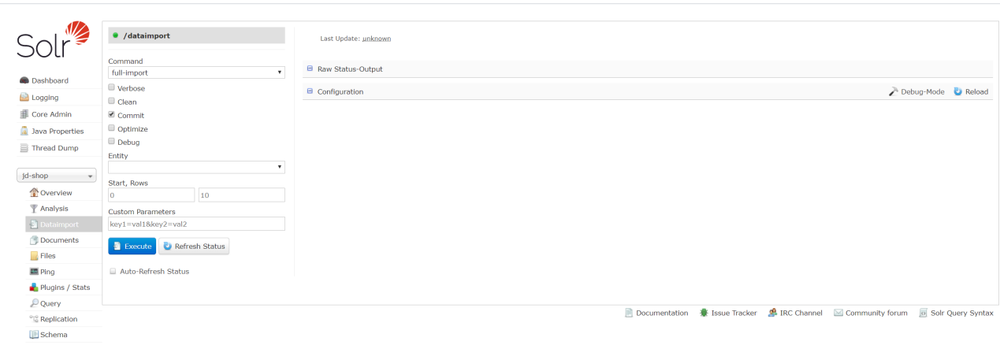 Solr
Dashboard
Logging
Core Admin
Java Properties
Thread Dump
jd-shop
Overview
Analysis
Dataimport
Documents
Files
Ping
Plugins / Stats
Query
Replication
Schema
/dataimport
Command
full-import
Verbose
Clean
Commit
Optimize
Debug
Entity
Start, Rows
0 10
Custom Parameters
key1=val1&key2=val2
Execute Refresh Status
Auto-Refresh Status
Last Update: unknown
Raw Status-Output
Configuration Debug-Mode Reload
Documentation Issue Tracker IRC Channel Community forum Solr Query Syntax